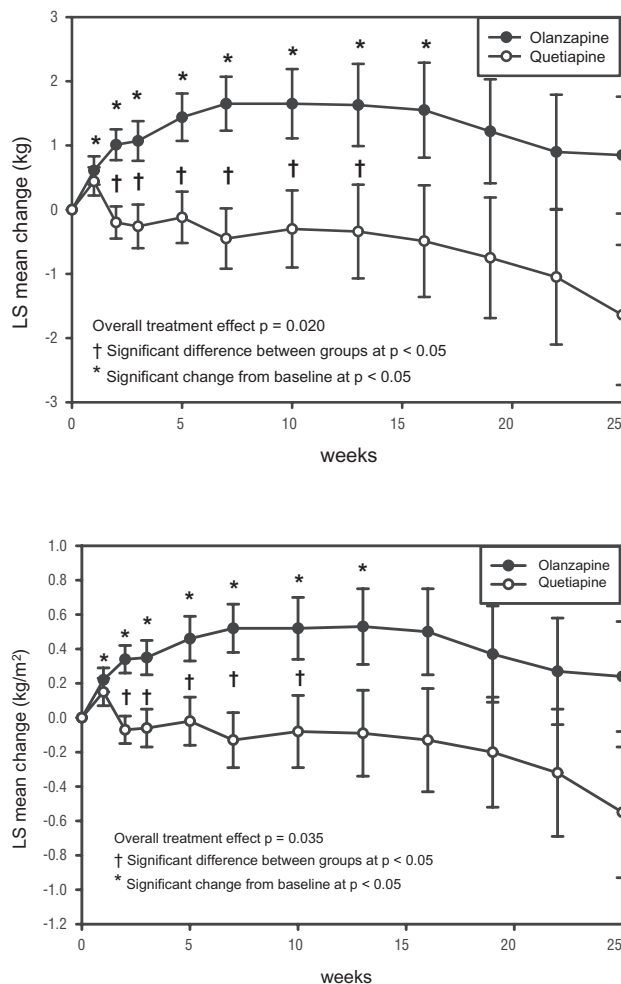 3
2
1
0
-1
-2
-3
LS mean change (kg)
Olanzapine
Quetiapine
* * * * * * * *
† † † † † †
Overall treatment effect p = 0.020
† Significant difference between groups at p < 0.05
* Significant change from baseline at p < 0.05
0 5 10 15 20 25
weeks
1.0
0.8
0.6
0.4
0.2
0.0
-0.2
-0.4
-0.6
-0.8
-1.0
-1.2
LS mean change (kg/m²)
Olanzapine
Quetiapine
* * * * * * *
† † † † †
Overall treatment effect p = 0.035
† Significant difference between groups at p < 0.05
* Significant change from baseline at p < 0.05
0 5 10 15 20 25
weeks